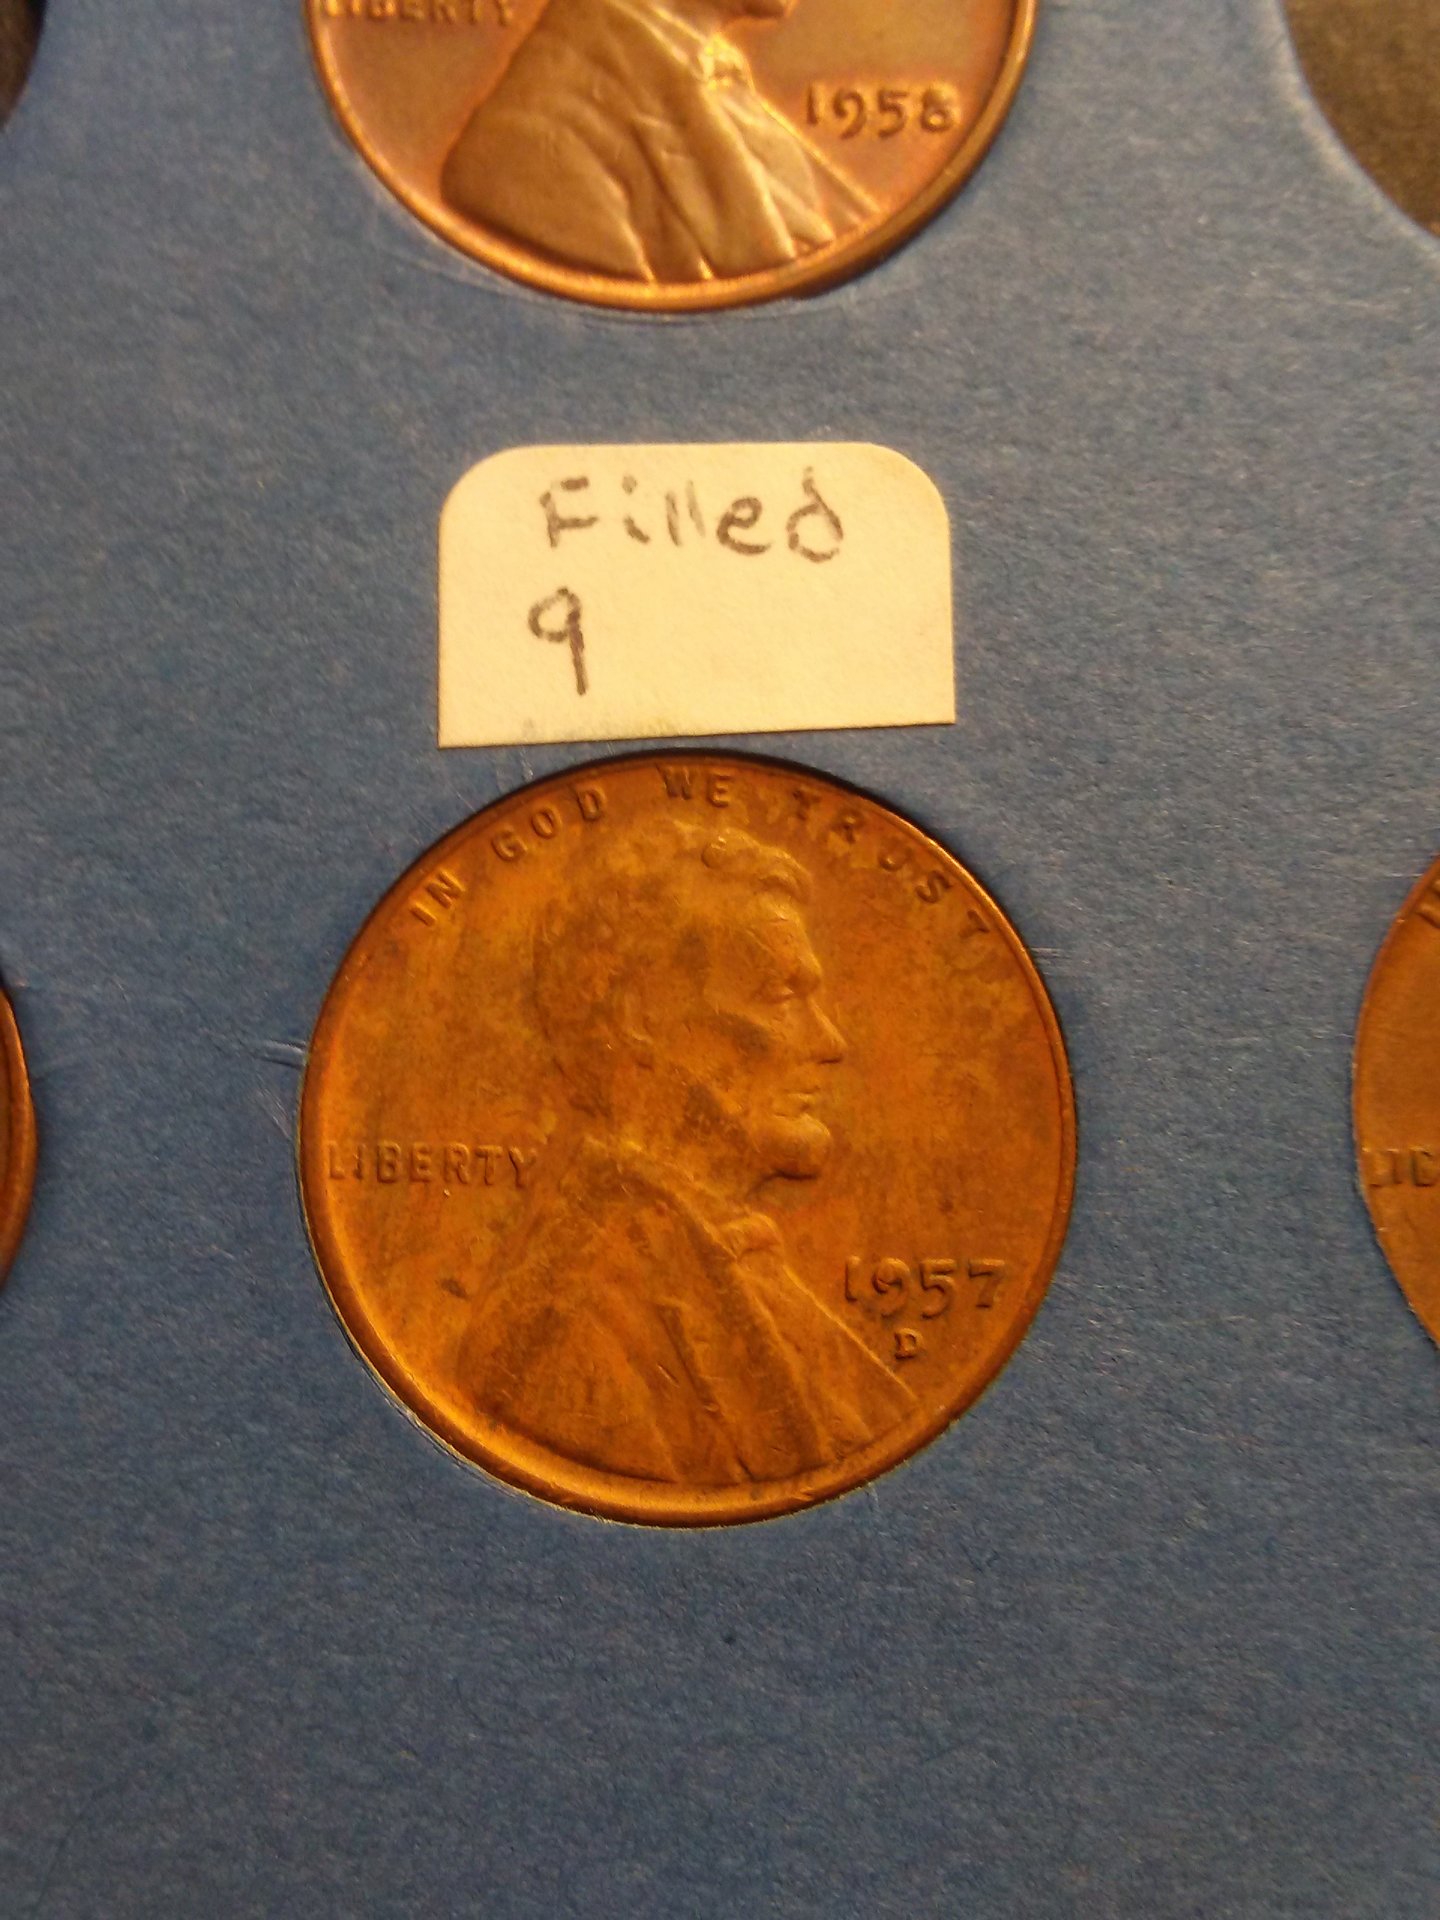 LIBERTY
1958
Filled
9
IN GOD WE TRUST
LIBERTY
1957
D